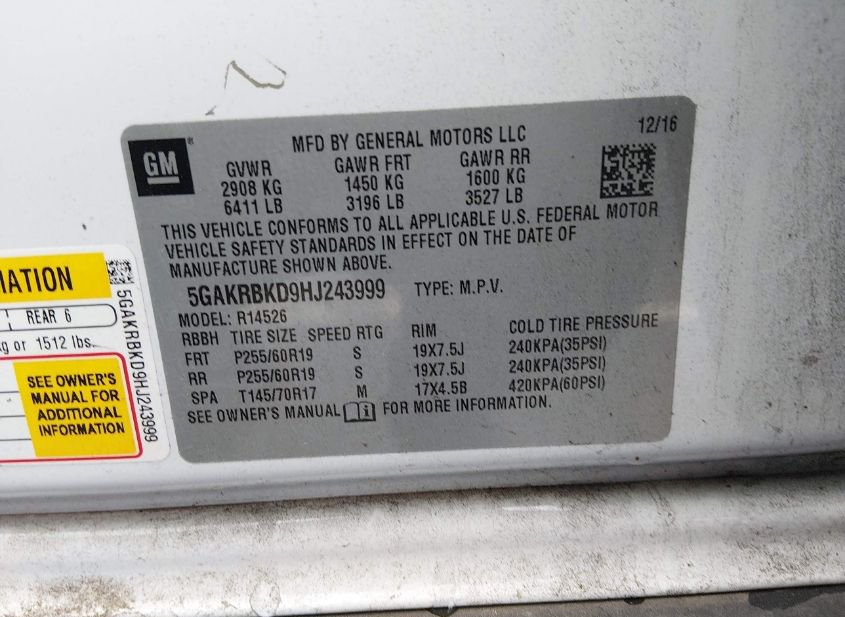 12/16
MFD BY GENERAL MOTORS LLC
GM
GVWR GAWR FRT GAWR RR
2908 KG 1450 KG 1600 KG
6411 LB 3196 LB 3527 LB
THIS VEHICLE CONFORMS TO ALL APPLICABLE U.S. FEDERAL MOTOR
VEHICLE SAFETY STANDARDS IN EFFECT ON THE DATE OF
MANUFACTURE SHOWN ABOVE.
5GAKRBKD9HJ243999 TYPE: M.P.V.
MODEL: R14526
RBBH TIRE SIZE SPEED RTG RIM COLD TIRE PRESSURE
FRT P255/60R19 S 19X7.5J 240KPA(35PSI)
RR P255/60R19 S 19X7.5J 240KPA(35PSI)
SPA T145/70R17 M 17X4.5B 420KPA(60PSI)
SEE OWNER'S MANUAL FOR MORE INFORMATION.
MATION
REAR 6
kg or 1512 lbs.
SEE OWNER'S
MANUAL FOR
ADDITIONAL
INFORMATION
5GAKRBKD9HJ243999